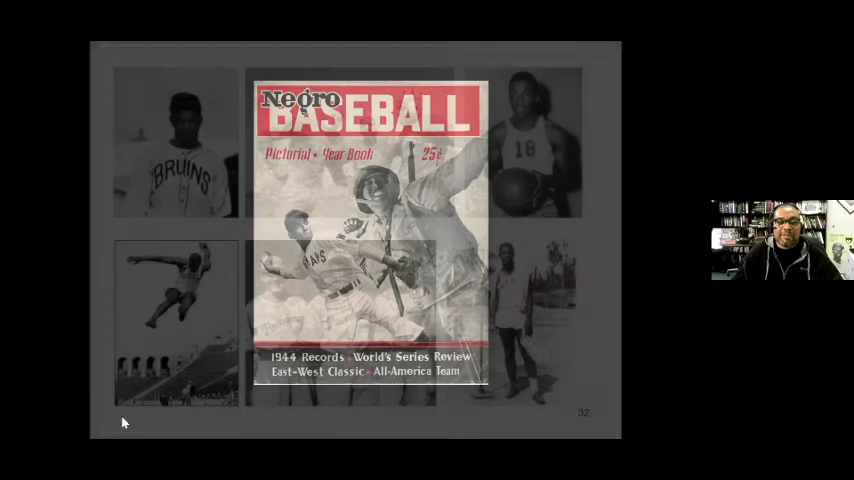 Negro
BASEBALL
Pictorial ★ Year Book 25¢
BRUINS
18
1944 Records ★ World's Series Review
East-West Classic ★ All-America Team
32